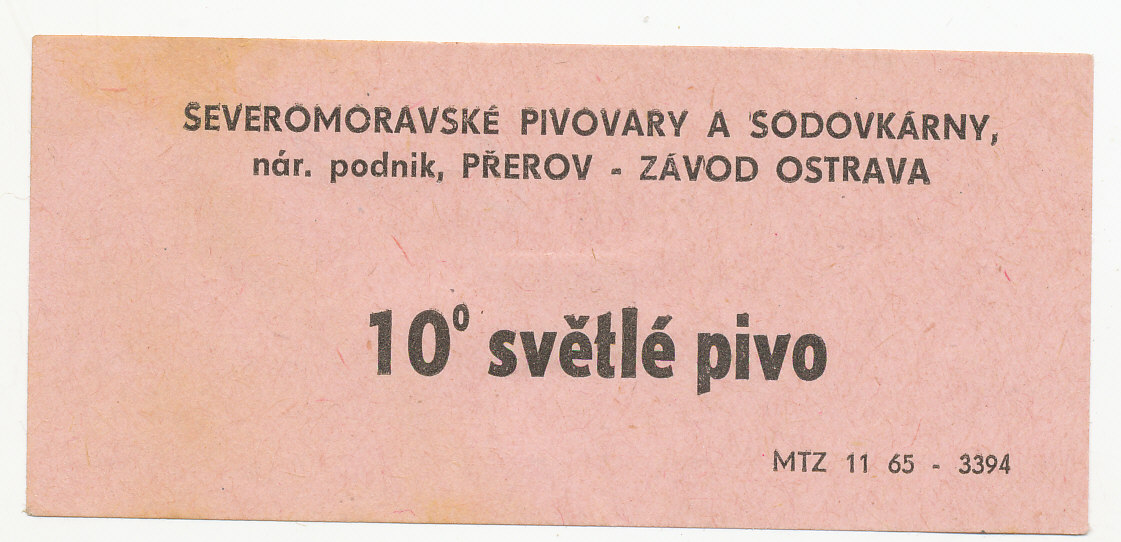 SEVEROMORAVSKÉ PIVOVARY A SODOVKÁRNY,
nár. podnik, PŘEROV - ZÁVOD OSTRAVA
10° světlé pivo
MTZ 11 65 - 3394